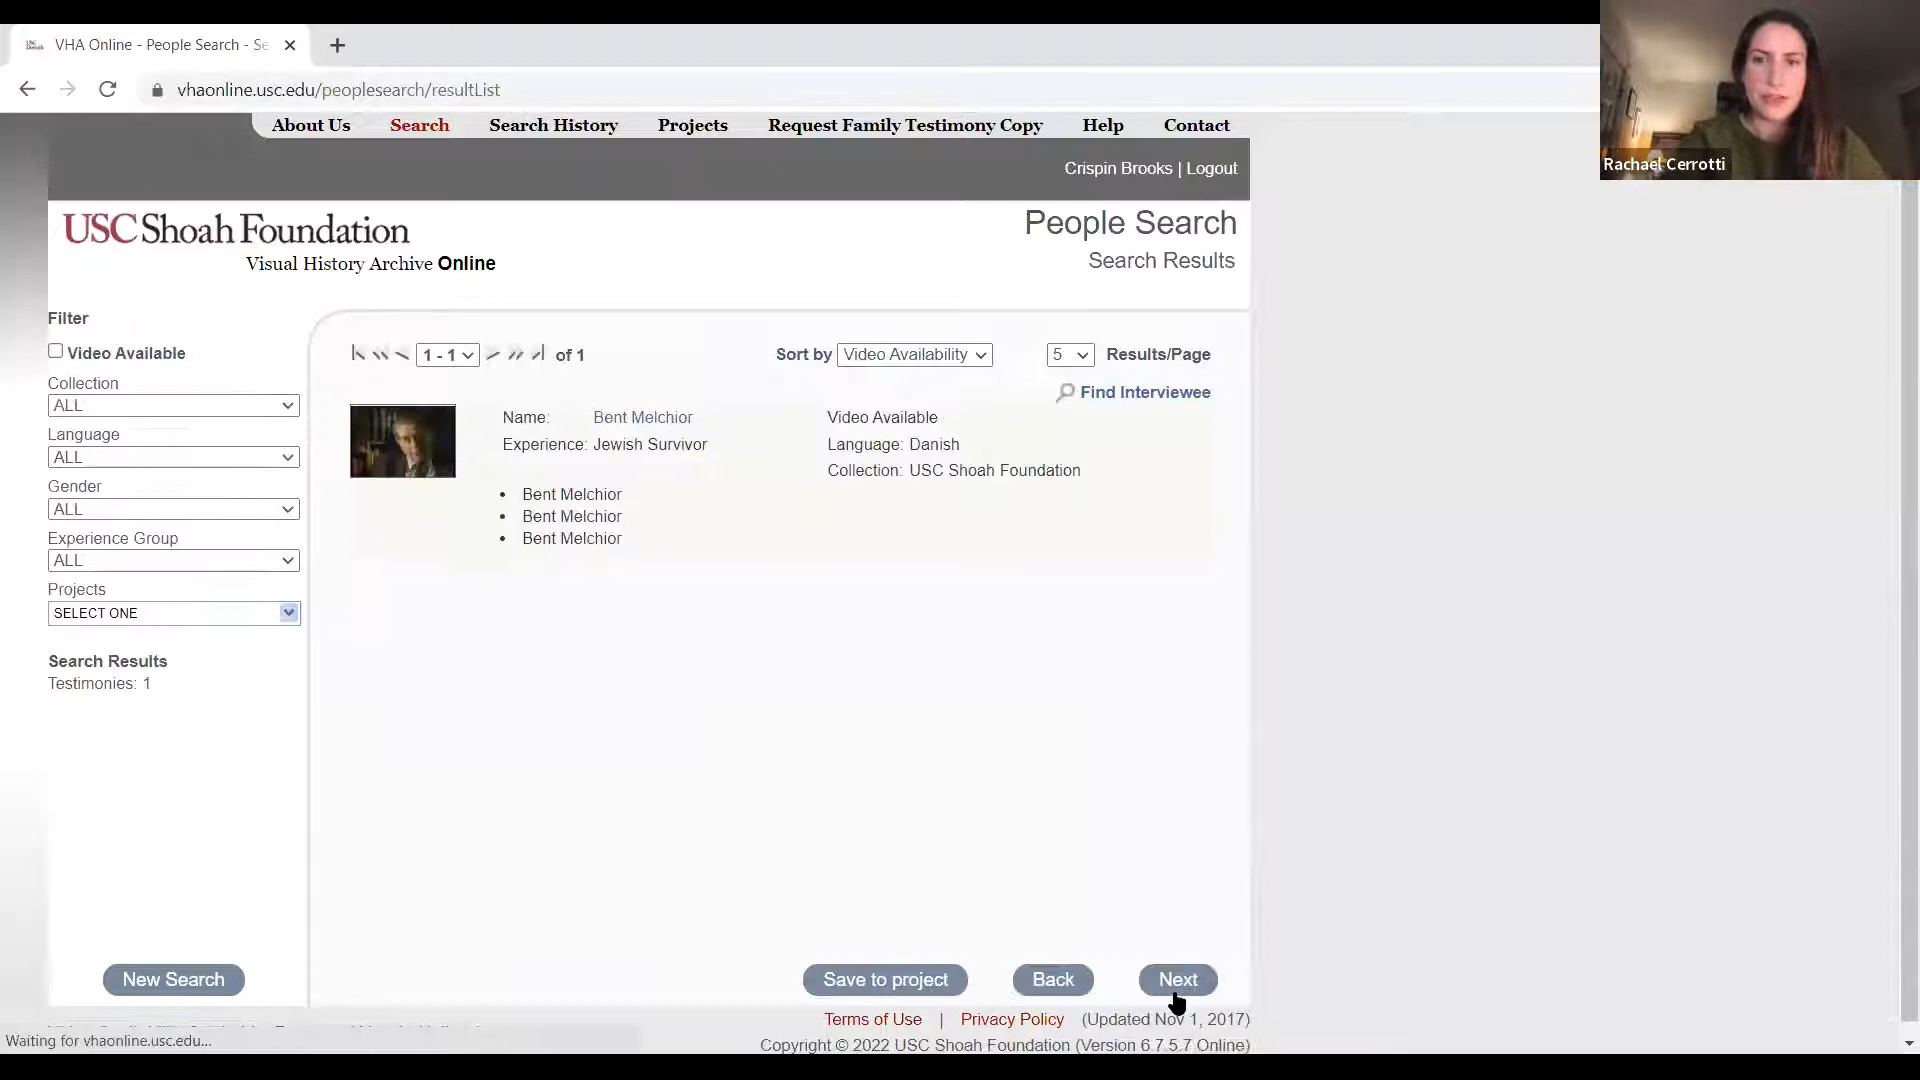 VHA Online - People Search - Se
vhaonline.usc.edu/peoplesearch/resultList
Rachael Cerrotti
About Us Search Search History Projects Request Family Testimony Copy Help Contact
Crispin Brooks | Logout
USC Shoah Foundation
Visual History Archive Online
People Search
Search Results
Filter
Video Available
Collection
ALL
Language
ALL
Gender
ALL
Experience Group
ALL
Projects
SELECT ONE
Search Results
Testimonies: 1
New Search
1 - 1 of 1
Sort by Video Availability
5 Results/Page
Find Interviewee
Name: Bent Melchior
Experience: Jewish Survivor
Video Available
Language: Danish
Collection: USC Shoah Foundation
• Bent Melchior
• Bent Melchior
• Bent Melchior
Save to project Back Next
Terms of Use | Privacy Policy (Updated Nov 1, 2017)
Copyright © 2022 USC Shoah Foundation (Version 6.7.5.7 Online)
Waiting for vhaonline.usc.edu...